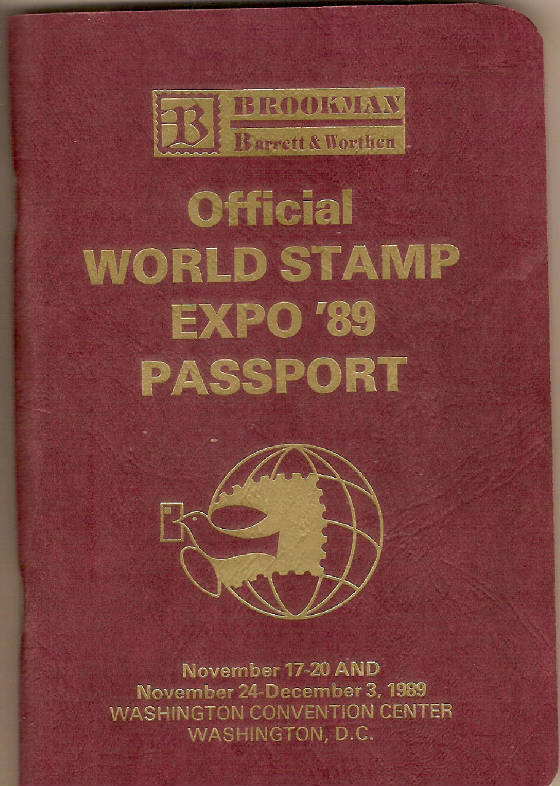 B
BROOKMAN
Barrett & Worthen
Official
WORLD STAMP
EXPO '89
PASSPORT
November 17-20 AND
November 24-December 3, 1989
WASHINGTON CONVENTION CENTER
WASHINGTON, D.C.